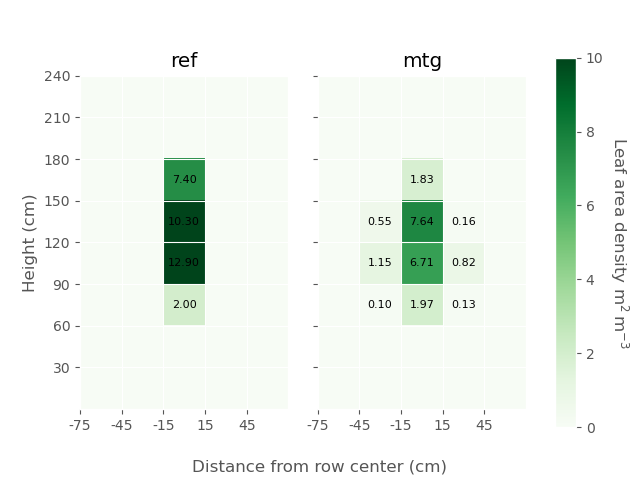 ref
mtg
240
210
180
150
120
90
60
30
Height (cm)
7.40
10.30
12.90
2.00
1.83
0.55 7.64 0.16
1.15 6.71 0.82
0.10 1.97 0.13
-75 -45 -15 15 45
-75 -45 -15 15 45
Distance from row center (cm)
10
8
6
4
2
0
Leaf area density m² m⁻³